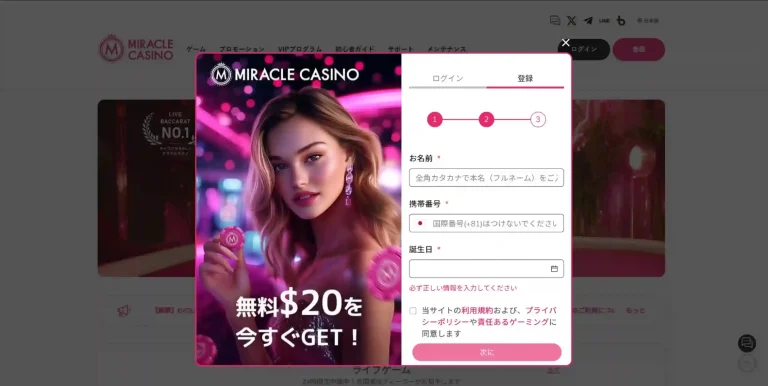 LINE
日本語
MIRACLE CASINO
ゲーム プロモーション VIPプログラム 初心者ガイド サポート メンテナンス
ログイン 登録
LIVE
BACCARAT
NO.1
M MIRACLE CASINO
ログイン 登録
1 2 3
お名前 *
全角カタカナで本名（フルネーム）をご入
携帯番号 *
国際番号(+81)はつけないでください
誕生日 *
必ず正しい情報を入力してください
当サイトの利用規約および、プライバ
シーポリシーや責任あるゲーミングに
同意します
次に
M
無料$20を
今すぐGET！
もっと
ライブゲーム